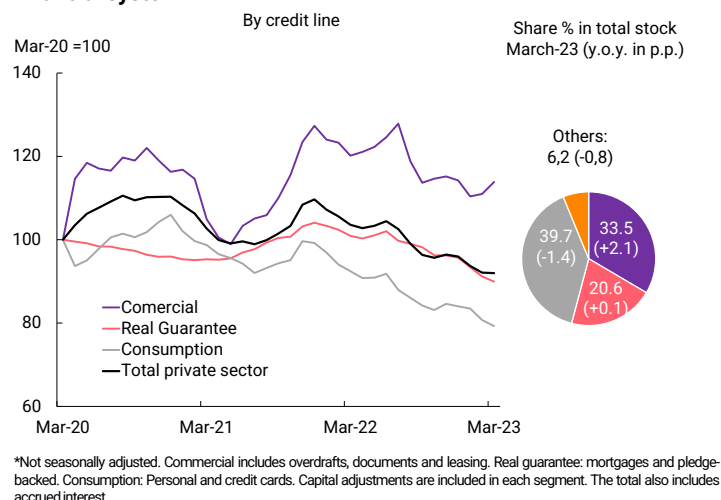 By credit line
Share % in total stock
March-23 (y.o.y. in p.p.)
Mar-20 =100
140
120
100
80
60
Comercial
Real Guarantee
Consumption
Total private sector
Mar-20
Mar-21
Mar-22
Mar-23
Others:
6,2 (-0,8)
33.5
(+2.1)
39.7
(-1.4)
20.6
(+0.1)
*Not seasonally adjusted. Commercial includes overdrafts, documents and leasing. Real guarantee: mortgages and pledge-
backed. Consumption: Personal and credit cards. Capital adjustments are included in each segment. The total also includes
accrued interest